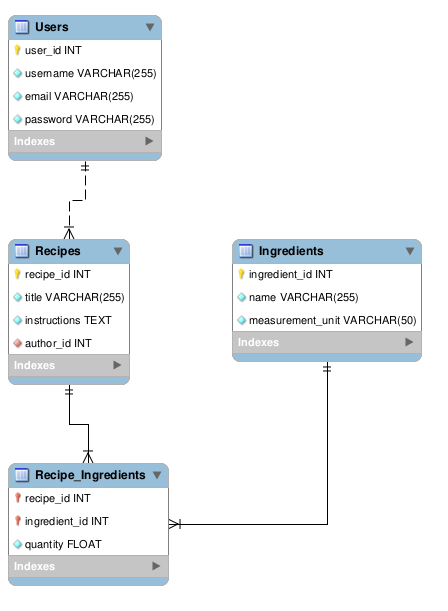 Users
user_id INT
username VARCHAR(255)
email VARCHAR(255)
password VARCHAR(255)
Indexes
Recipes
recipe_id INT
title VARCHAR(255)
instructions TEXT
author_id INT
Indexes
Ingredients
ingredient_id INT
name VARCHAR(255)
measurement_unit VARCHAR(50)
Indexes
Recipe_Ingredients
recipe_id INT
ingredient_id INT
quantity FLOAT
Indexes